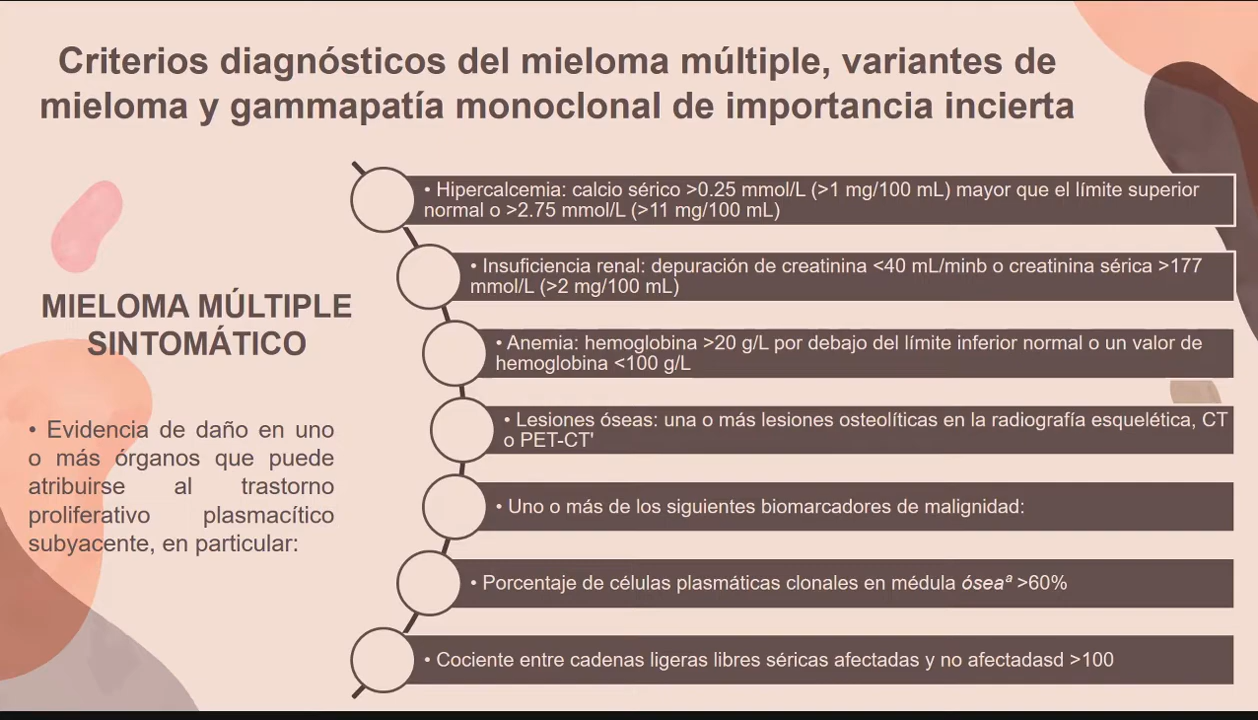 Criterios diagnósticos del mieloma múltiple, variantes de
mieloma y gammapatía monoclonal de importancia incierta
MIELOMA MÚLTIPLE
SINTOMÁTICO
• Evidencia de daño en uno
o más órganos que puede
atribuirse al trastorno
proliferativo plasmacítico
subyacente, en particular:
• Hipercalcemia: calcio sérico >0.25 mmol/L (>1 mg/100 mL) mayor que el límite superior
normal o >2.75 mmol/L (>11 mg/100 mL)
• Insuficiencia renal: depuración de creatinina <40 mL/minb o creatinina sérica >177
mmol/L (>2 mg/100 mL)
• Anemia: hemoglobina >20 g/L por debajo del límite inferior normal o un valor de
hemoglobina <100 g/L
• Lesiones óseas: una o más lesiones osteolíticas en la radiografía esquelética, CT
o PET-CT'
• Uno o más de los siguientes biomarcadores de malignidad:
• Porcentaje de células plasmáticas clonales en médula óseaª >60%
• Cociente entre cadenas ligeras libres séricas afectadas y no afectadasd >100